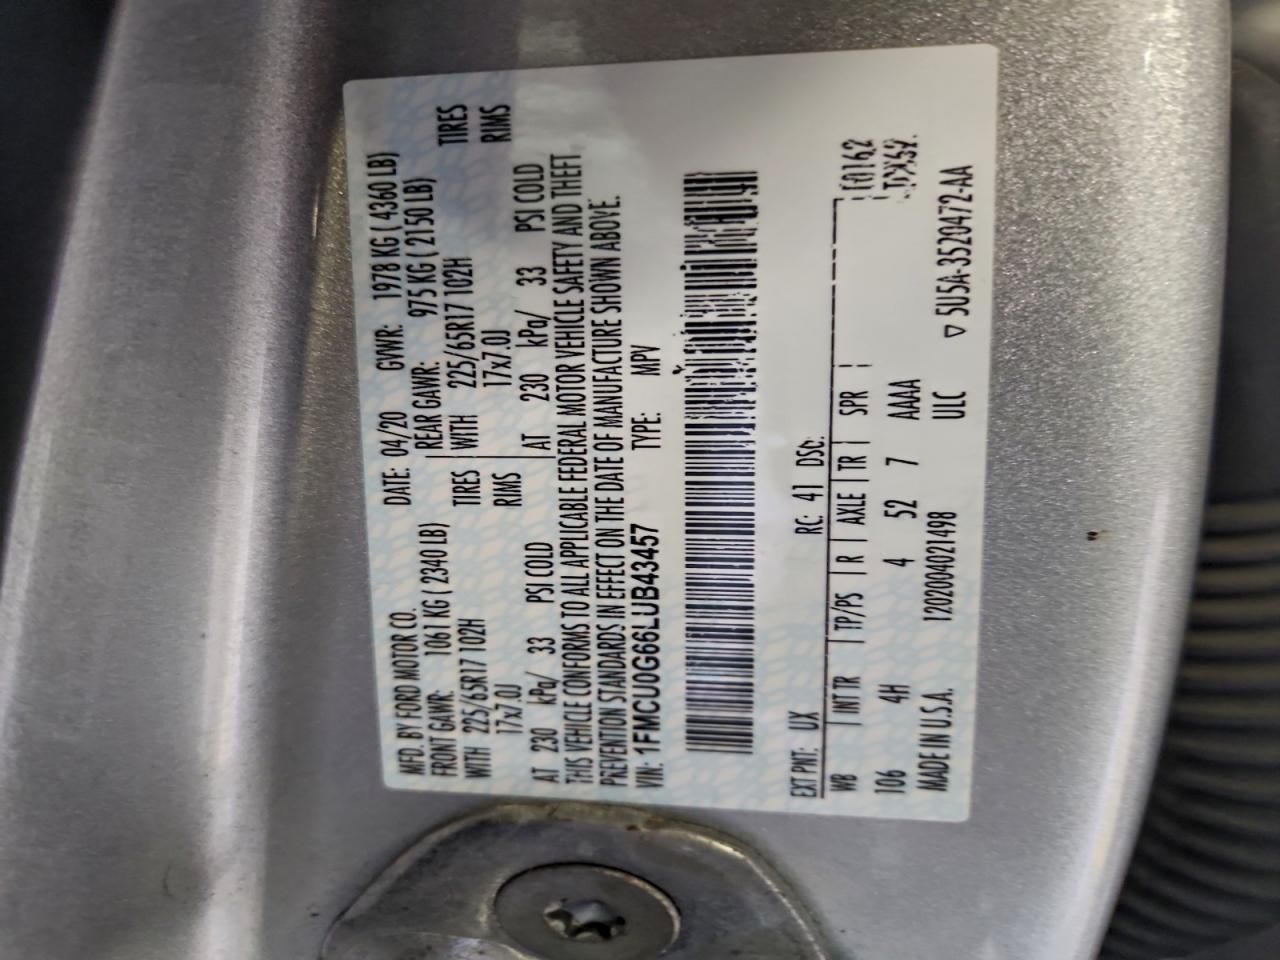 MFD. BY FORD MOTOR CO. DATE: 04/20 GVWR: 1978 KG ( 4360 LB)
FRONT GAWR: 1061 KG ( 2340 LB) REAR GAWR: 975 KG ( 2150 LB)
WITH 225/65R17 102H TIRES WITH 225/65R17 102H TIRES
17x7.0J RIMS 17x7.0J RIMS
AT 230 kPa/ 33 PSI COLD AT 230 kPa/ 33 PSI COLD
THIS VEHICLE CONFORMS TO ALL APPLICABLE FEDERAL MOTOR VEHICLE SAFETY AND THEFT
PREVENTION STANDARDS IN EFFECT ON THE DATE OF MANUFACTURE SHOWN ABOVE.
VIN: 1FMCU0G66LUB43457 TYPE: MPV
EXT PNT: UX RC: 41 DSO:
WB INT TR TP/PS R AXLE TR SPR
106 4H 4 52 7 AAAA
MADE IN U.S.A. 1202004021498 ULC
▽ 5U5A-3520472-AA